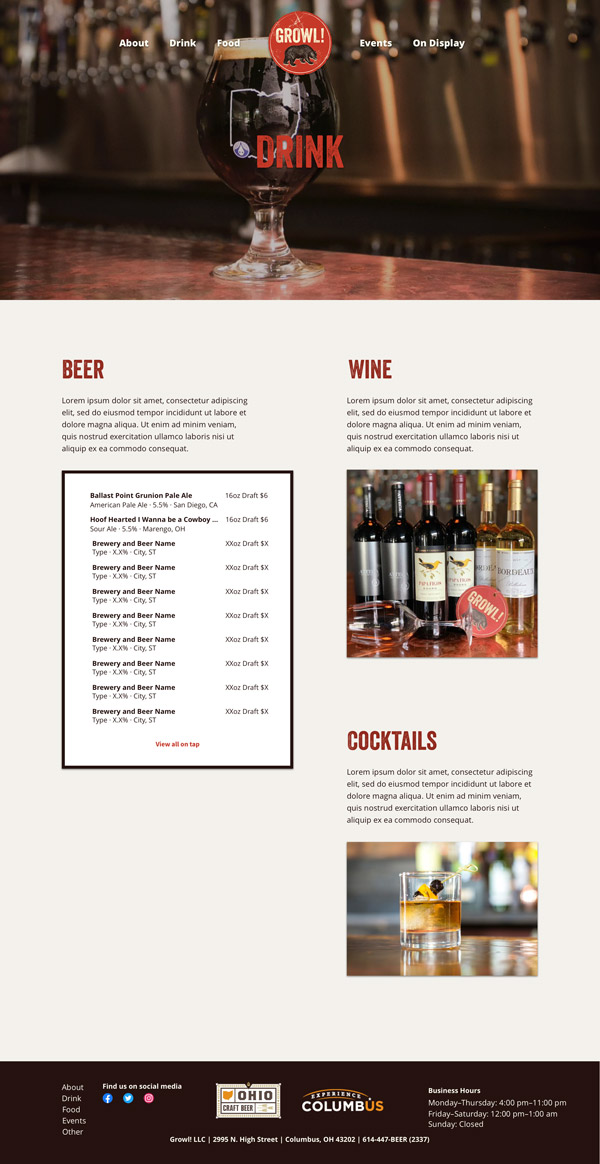 About Drink Food GROWL! Events On Display
DRINK
BEER
Lorem ipsum dolor sit amet, consectetur adipiscing
elit, sed do eiusmod tempor incididunt ut labore et
dolore magna aliqua. Ut enim ad minim veniam,
quis nostrud exercitation ullamco laboris nisi ut
aliquip ex ea commodo consequat.
Ballast Point Grunion Pale Ale 16oz Draft $6
American Pale Ale · 5.5% · San Diego, CA
Hoof Hearted I Wanna be a Cowboy ... 16oz Draft $6
Sour Ale · 5.5% · Marengo, OH
Brewery and Beer Name XXoz Draft $X
Type · X.X% · City, ST
Brewery and Beer Name XXoz Draft $X
Type · X.X% · City, ST
Brewery and Beer Name XXoz Draft $X
Type · X.X% · City, ST
Brewery and Beer Name XXoz Draft $X
Type · X.X% · City, ST
Brewery and Beer Name XXoz Draft $X
Type · X.X% · City, ST
Brewery and Beer Name XXoz Draft $X
Type · X.X% · City, ST
Brewery and Beer Name XXoz Draft $X
Type · X.X% · City, ST
Brewery and Beer Name XXoz Draft $X
Type · X.X% · City, ST
View all on tap
WINE
Lorem ipsum dolor sit amet, consectetur adipiscing
elit, sed do eiusmod tempor incididunt ut labore et
dolore magna aliqua. Ut enim ad minim veniam,
quis nostrud exercitation ullamco laboris nisi ut
aliquip ex ea commodo consequat.
BORDEAUX
GROWL!
COCKTAILS
Lorem ipsum dolor sit amet, consectetur adipiscing
elit, sed do eiusmod tempor incididunt ut labore et
dolore magna aliqua. Ut enim ad minim veniam,
quis nostrud exercitation ullamco laboris nisi ut
aliquip ex ea commodo consequat.
About
Drink
Food
Events
Other
Find us on social media
OHIO
CRAFT BEER
EXPERIENCE
COLUMBUS
Business Hours
Monday–Thursday: 4:00 pm–11:00 pm
Friday–Saturday: 12:00 pm–1:00 am
Sunday: Closed
Growl! LLC | 2995 N. High Street | Columbus, OH 43202 | 614-447-BEER (2337)